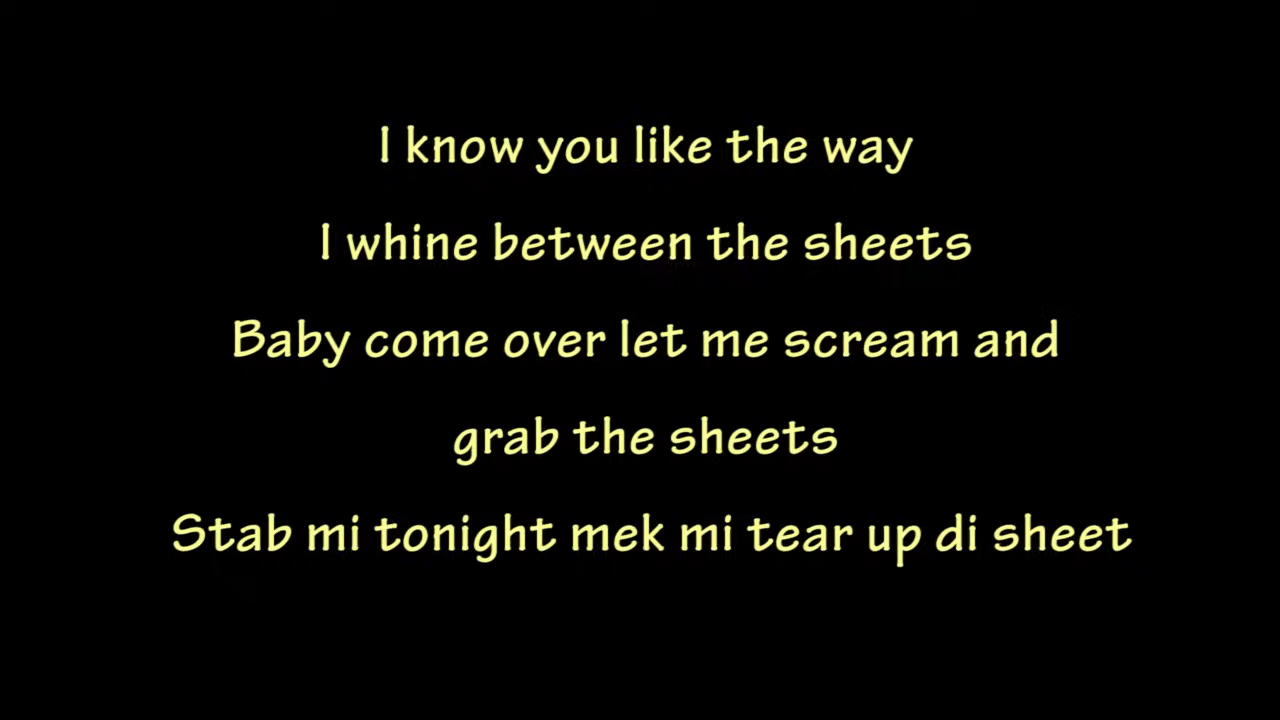 I know you like the way
I whine between the sheets
Baby come over let me scream and
grab the sheets
Stab mi tonight mek mi tear up di sheet